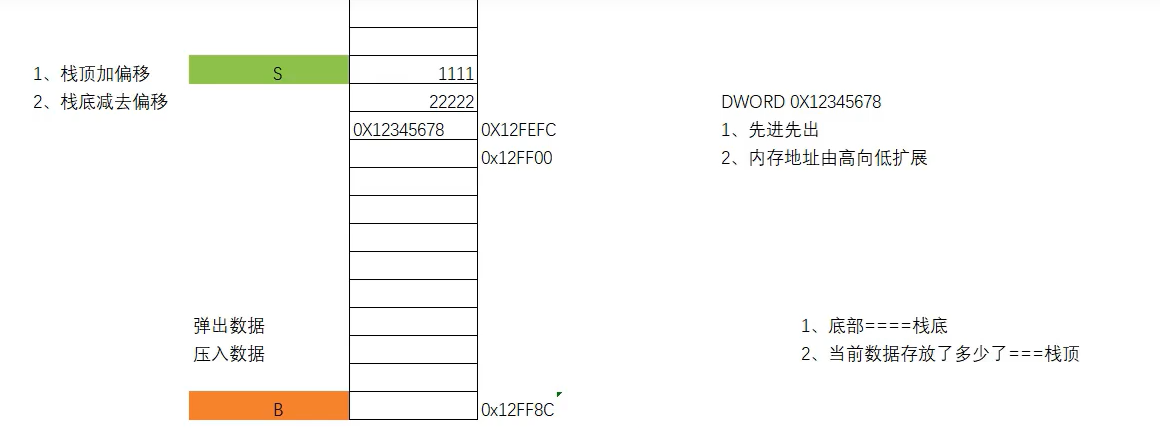 1、栈顶加偏移
S
1111
2、栈底减去偏移
22222
DWORD 0X12345678
0X12345678
0X12FEFC
1、先进先出
0x12FF00
2、内存地址由高向低扩展
弹出数据
1、底部====栈底
压入数据
2、当前数据存放了多少了===栈顶
B
0x12FF8C